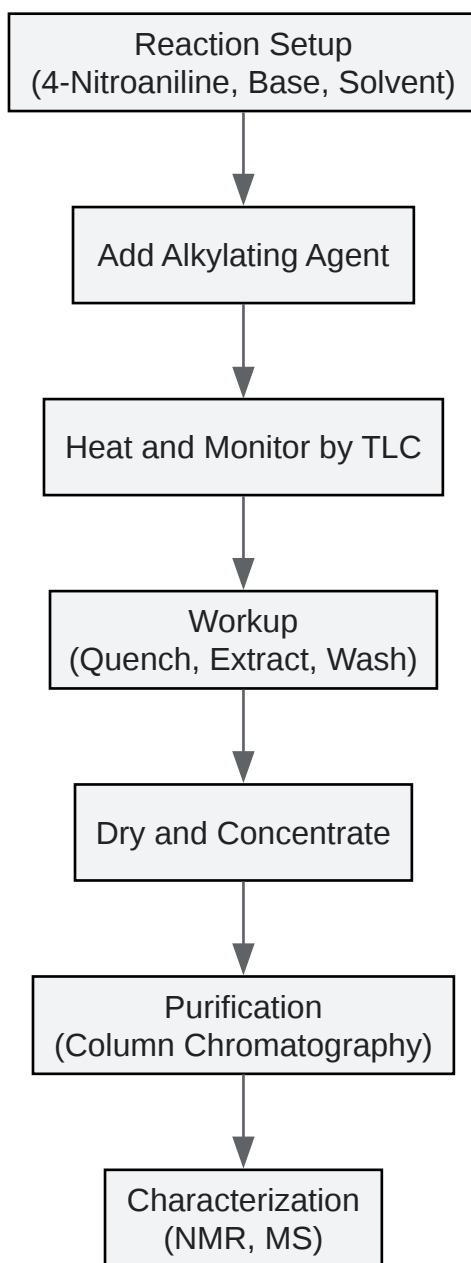 Reaction Setup
(4-Nitroaniline, Base, Solvent)
Add Alkylating Agent
Heat and Monitor by TLC
Workup
(Quench, Extract, Wash)
Dry and Concentrate
Purification
(Column Chromatography)
Characterization
(NMR, MS)